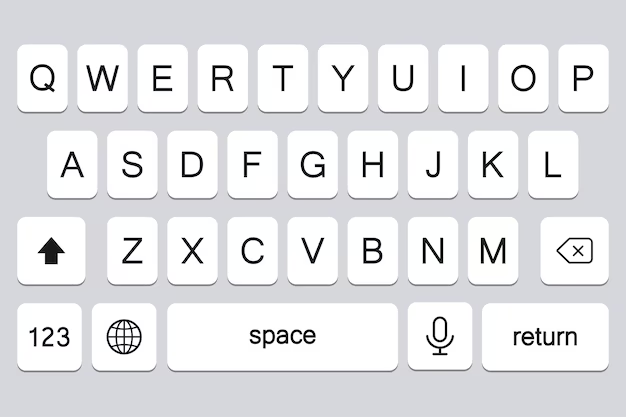 Q W E R T Y U I O P
A S D F G H J K L
Z X C V B N M
123 space return